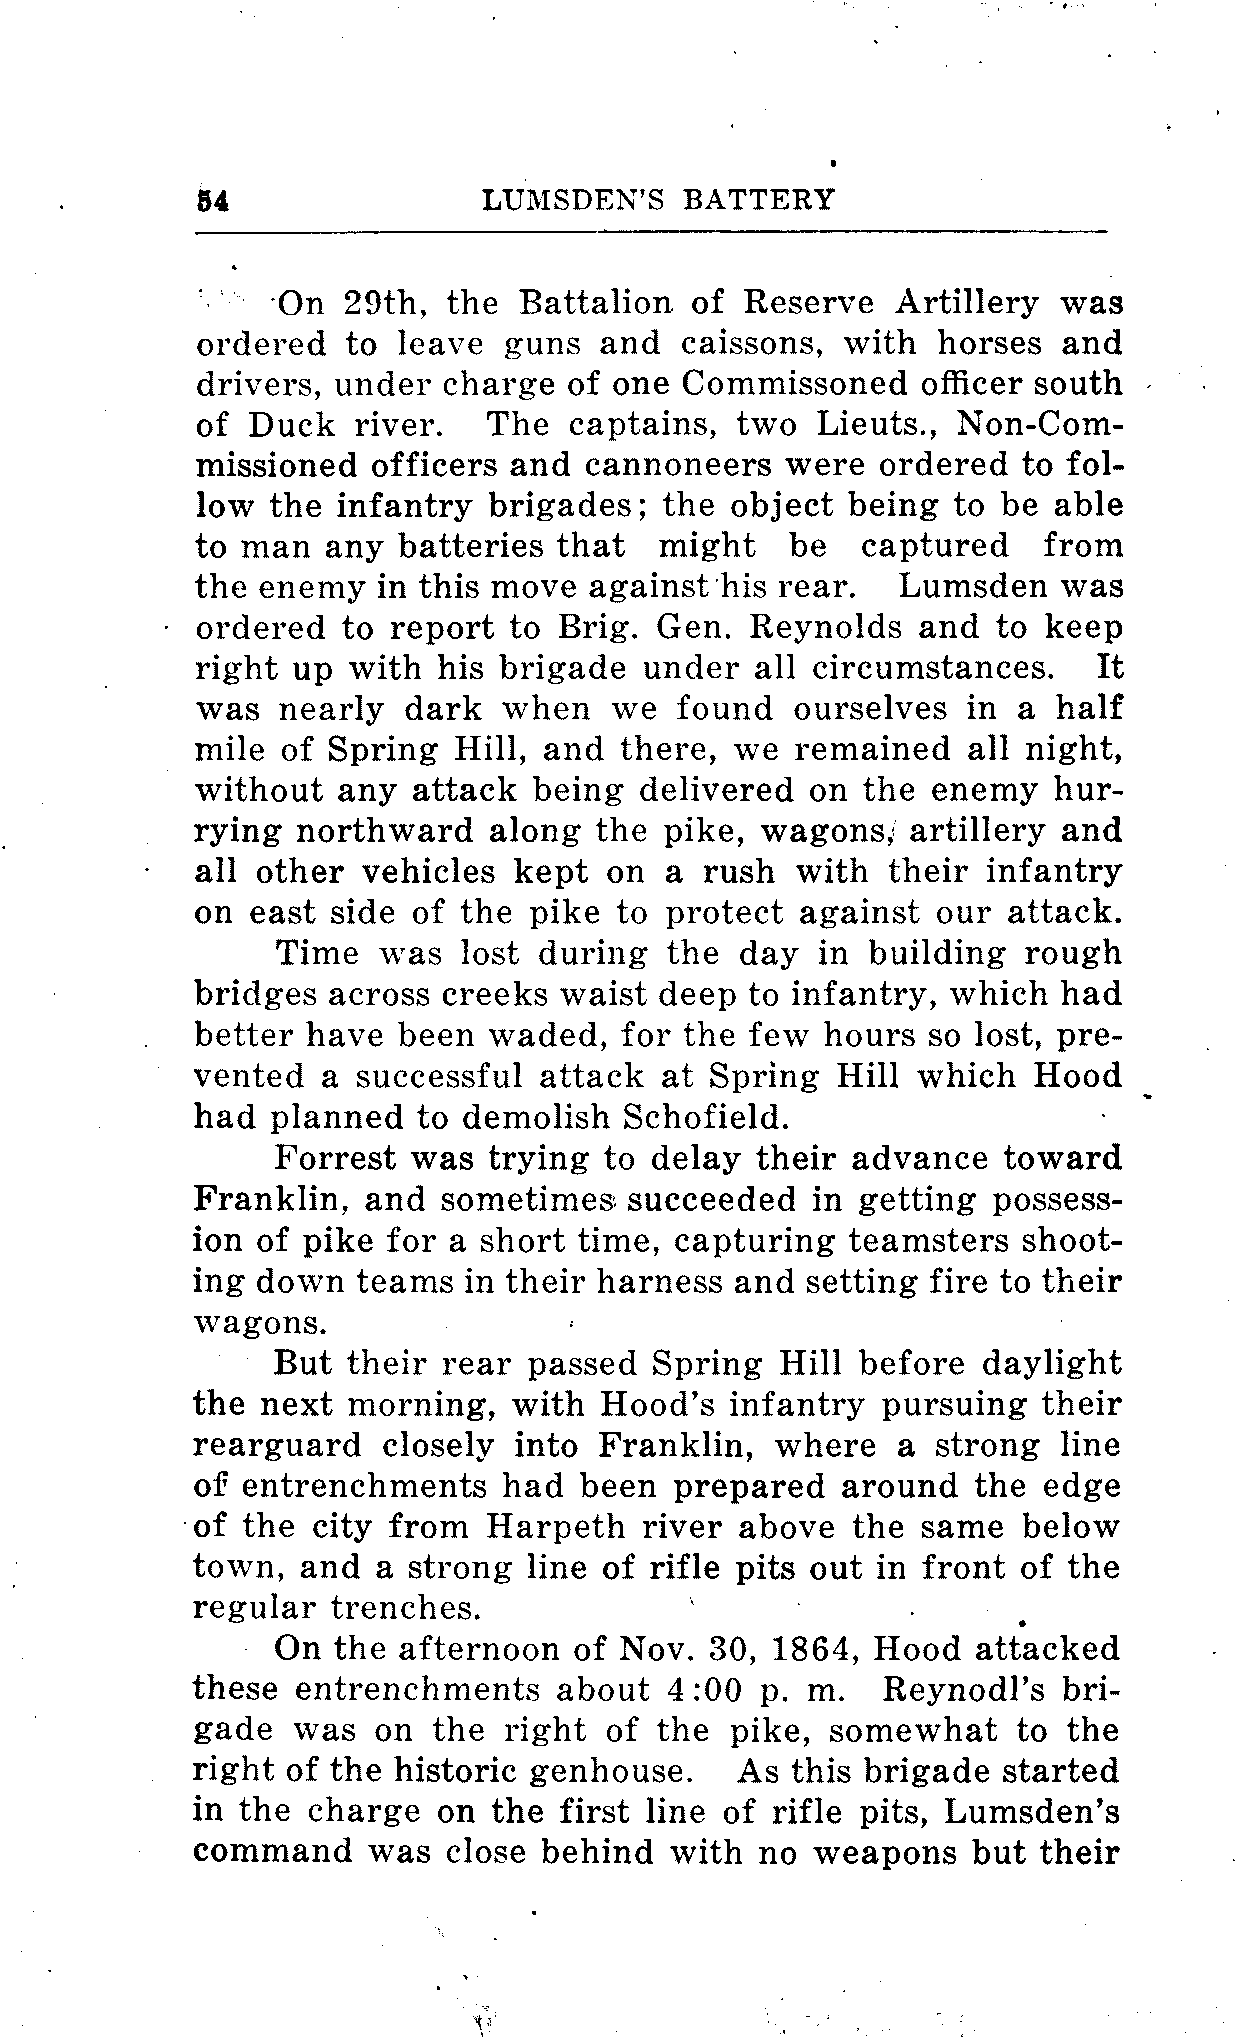 54 LUMSDEN'S BATTERY
On 29th, the Battalion of Reserve Artillery was
ordered to leave guns and caissons, with horses and
drivers, under charge of one Commissoned officer south
of Duck river. The captains, two Lieuts., Non-Com-
missioned officers and cannoneers were ordered to fol-
low the infantry brigades; the object being to be able
to man any batteries that might be captured from
the enemy in this move against his rear. Lumsden was
ordered to report to Brig. Gen. Reynolds and to keep
right up with his brigade under all circumstances. It
was nearly dark when we found ourselves in a half
mile of Spring Hill, and there, we remained all night,
without any attack being delivered on the enemy hur-
rying northward along the pike, wagons, artillery and
all other vehicles kept on a rush with their infantry
on east side of the pike to protect against our attack.
Time was lost during the day in building rough
bridges across creeks waist deep to infantry, which had
better have been waded, for the few hours so lost, pre-
vented a successful attack at Spring Hill which Hood
had planned to demolish Schofield.
Forrest was trying to delay their advance toward
Franklin, and sometimes succeeded in getting possess-
ion of pike for a short time, capturing teamsters shoot-
ing down teams in their harness and setting fire to their
wagons.
But their rear passed Spring Hill before daylight
the next morning, with Hood's infantry pursuing their
rearguard closely into Franklin, where a strong line
of entrenchments had been prepared around the edge
of the city from Harpeth river above the same below
town, and a strong line of rifle pits out in front of the
regular trenches.
On the afternoon of Nov. 30, 1864, Hood attacked
these entrenchments about 4:00 p. m. Reynodl's bri-
gade was on the right of the pike, somewhat to the
right of the historic genhouse. As this brigade started
in the charge on the first line of rifle pits, Lumsden's
command was close behind with no weapons but their